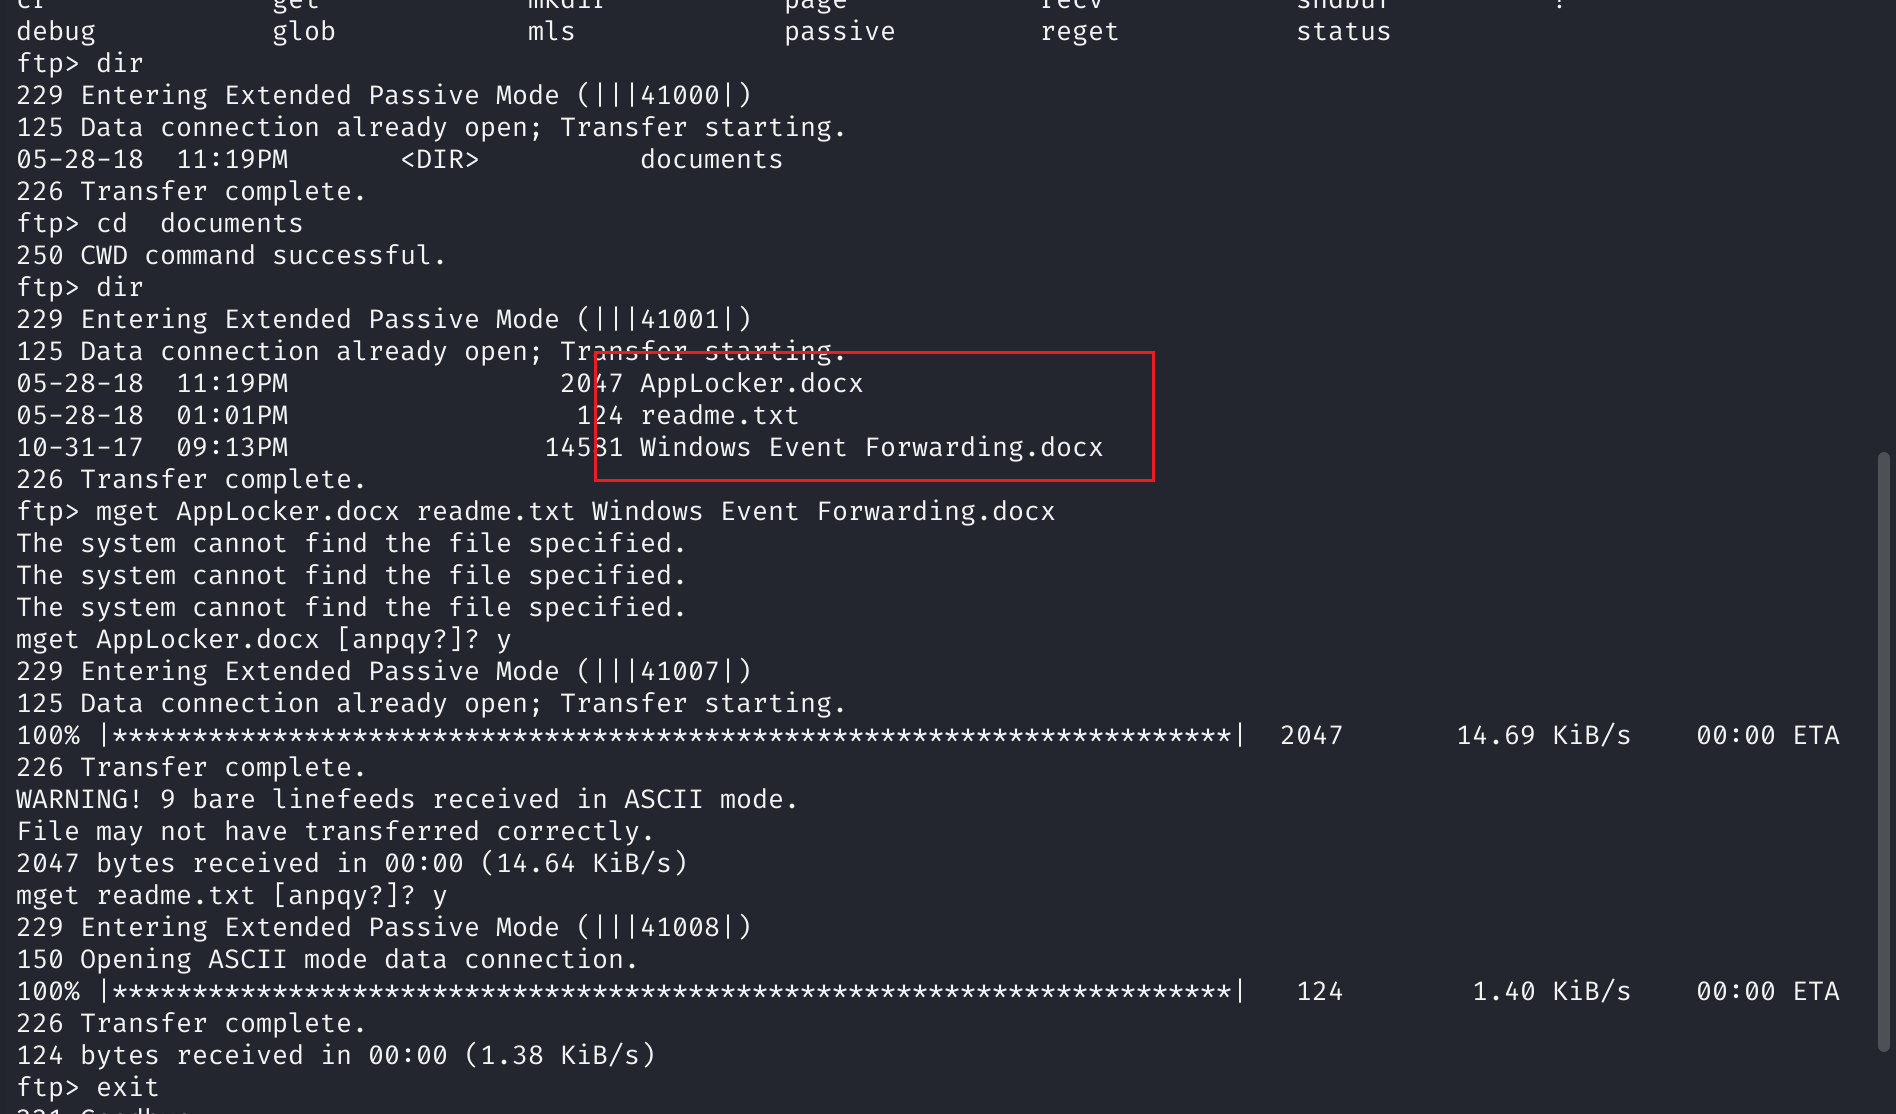 cr get mkdir page recv sndbuf ?
debug glob mls passive reget status
ftp> dir
229 Entering Extended Passive Mode (|||41000|)
125 Data connection already open; Transfer starting.
05-28-18  11:19PM       <DIR>          documents
226 Transfer complete.
ftp> cd  documents
250 CWD command successful.
ftp> dir
229 Entering Extended Passive Mode (|||41001|)
125 Data connection already open; Transfer starting.
05-28-18  11:19PM                 2047 AppLocker.docx
05-28-18  01:01PM                  124 readme.txt
10-31-17  09:13PM                14581 Windows Event Forwarding.docx
226 Transfer complete.
ftp> mget AppLocker.docx readme.txt Windows Event Forwarding.docx
The system cannot find the file specified.
The system cannot find the file specified.
The system cannot find the file specified.
mget AppLocker.docx [anpqy?]? y
229 Entering Extended Passive Mode (|||41007|)
125 Data connection already open; Transfer starting.
100% |**********************************************************************|  2047       14.69 KiB/s    00:00 ETA
226 Transfer complete.
WARNING! 9 bare linefeeds received in ASCII mode.
File may not have transferred correctly.
2047 bytes received in 00:00 (14.64 KiB/s)
mget readme.txt [anpqy?]? y
229 Entering Extended Passive Mode (|||41008|)
150 Opening ASCII mode data connection.
100% |**********************************************************************|   124        1.40 KiB/s    00:00 ETA
226 Transfer complete.
124 bytes received in 00:00 (1.38 KiB/s)
ftp> exit